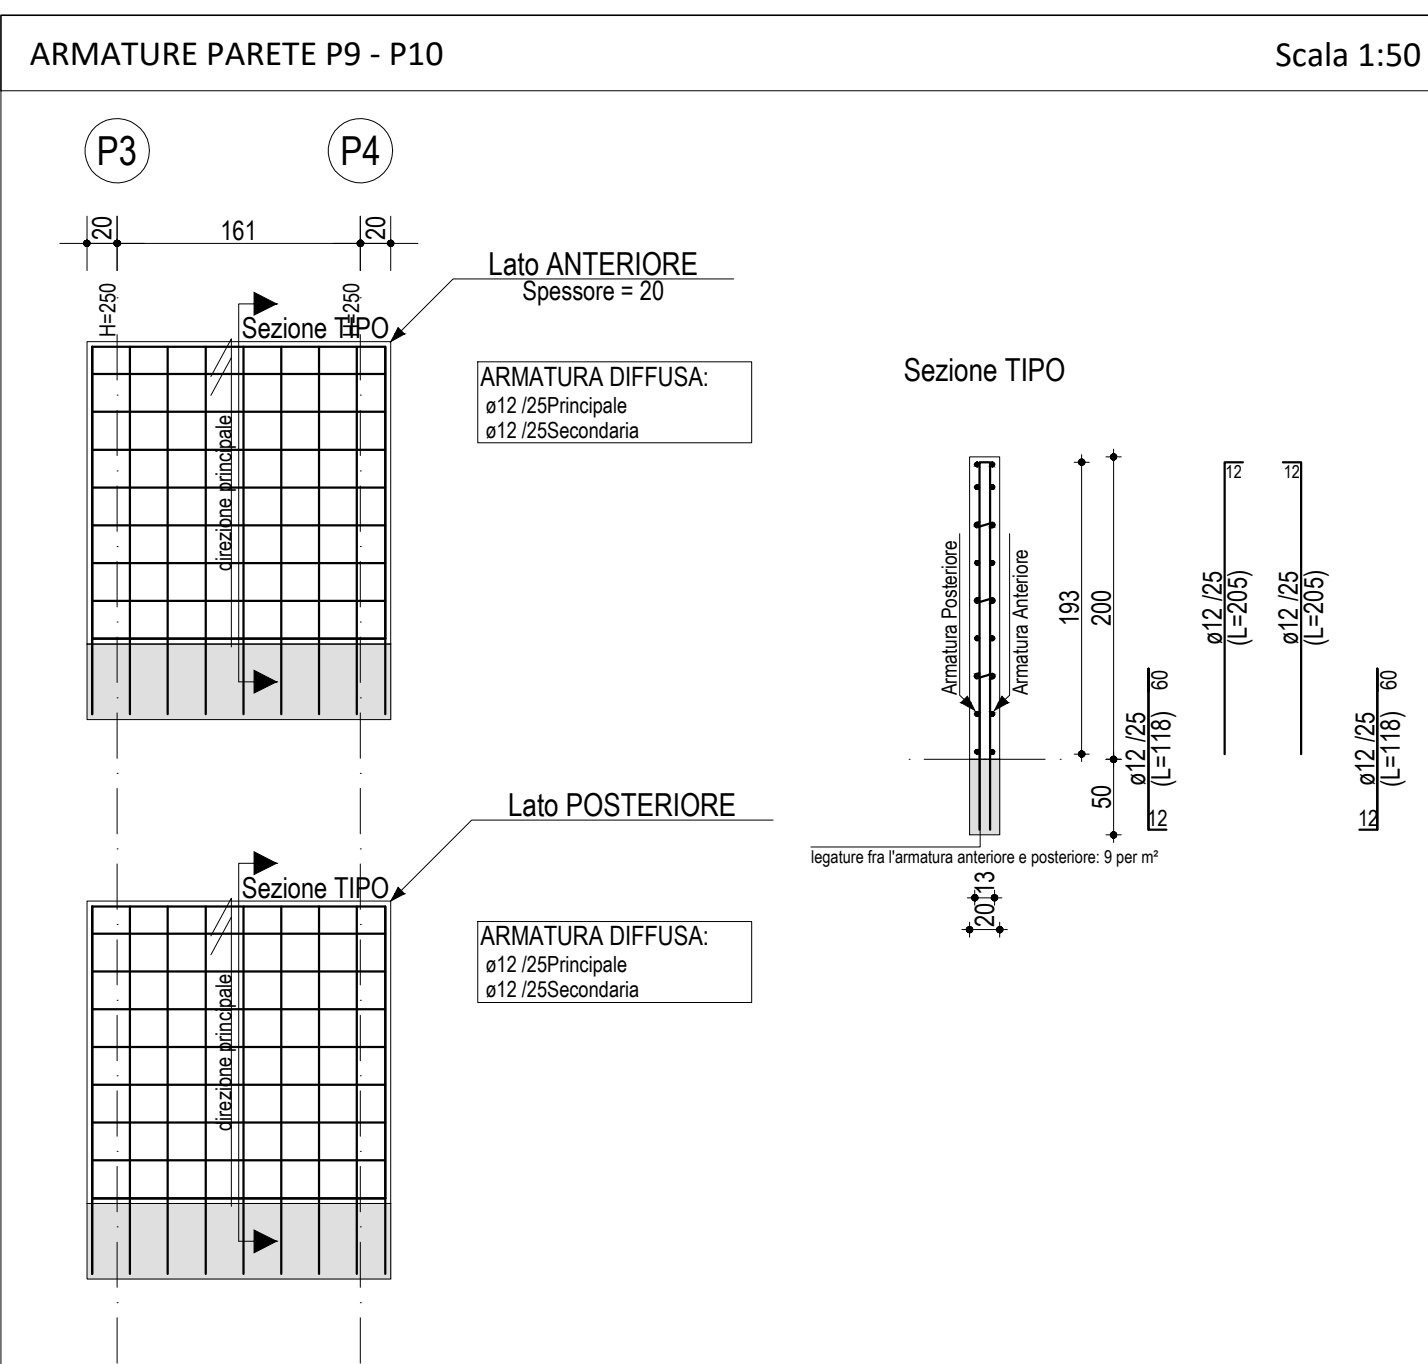 ARMATURE PARETE P9 - P10
Scala 1:50
P3
P4
20
161
20
Lato ANTERIORE
Spessore = 20
H=250
H=250
Sezione TIPO
direzione principale
ARMATURA DIFFUSA:
ø12 /25Principale
ø12 /25Secondaria
Sezione TIPO
Armatura Posteriore
Armatura Anteriore
193
200
50
12
12
ø12 /25
(L=205)
ø12 /25
(L=205)
ø12 /25
(L=118)
60
12
ø12 /25
(L=118)
60
12
legature fra l'armatura anteriore e posteriore: 9 per m²
13
20
Lato POSTERIORE
Sezione TIPO
direzione principale
ARMATURA DIFFUSA:
ø12 /25Principale
ø12 /25Secondaria